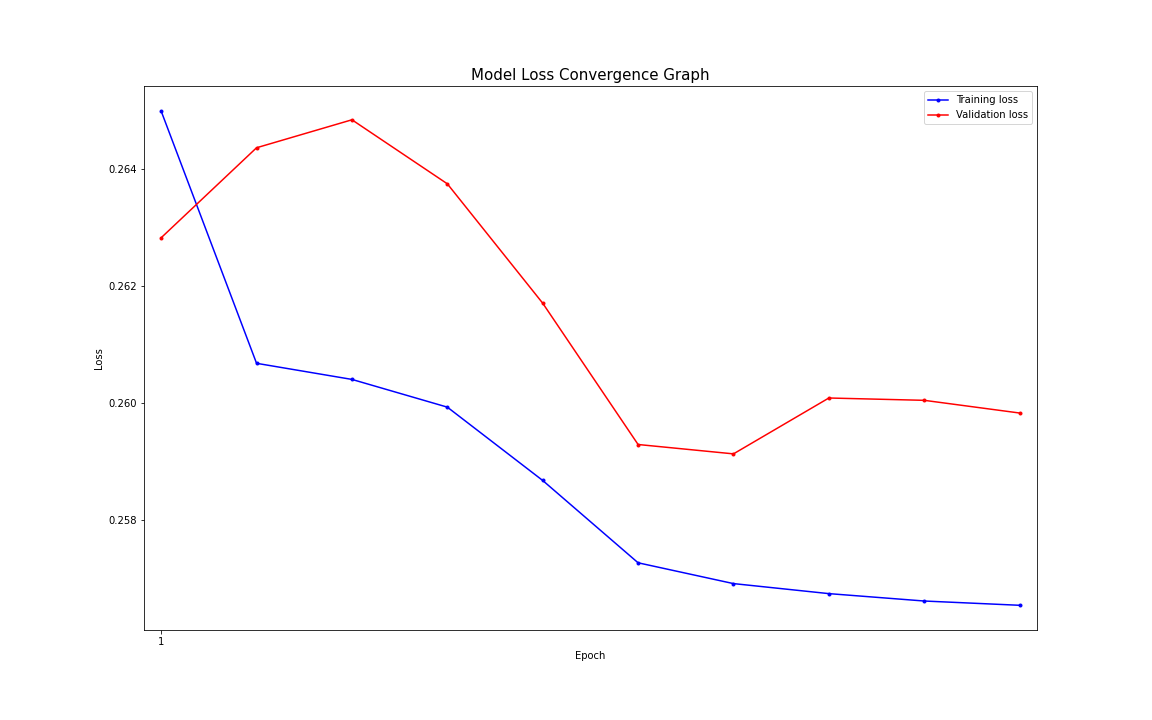 Model Loss Convergence Graph
Training loss
Validation loss
0.264
0.262
0.260
0.258
Loss
1
Epoch